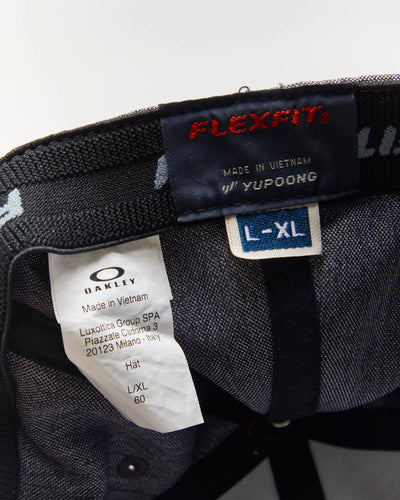 FLEXFIT®
MADE IN VIETNAM
YUPOONG
L-XL
OAKLEY
Made in Vietnam
Luxottica Group SPA
Piazzale Cadorna 3
20123 Milano - Italy
Hat
L/XL
60